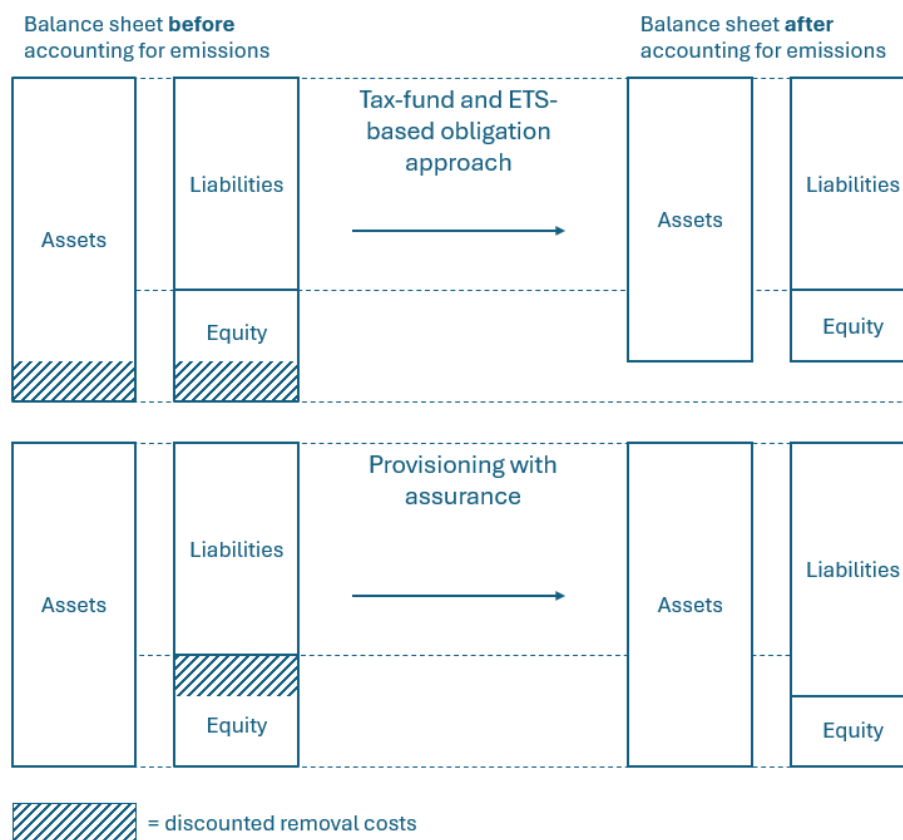 Balance sheet before
accounting for emissions
Balance sheet after
accounting for emissions
Tax-fund and ETS-
based obligation
approach
Liabilities
Liabilities
Assets
Assets
Equity
Equity
Provisioning with
assurance
Liabilities
Liabilities
Assets
Assets
Equity
Equity
= discounted removal costs